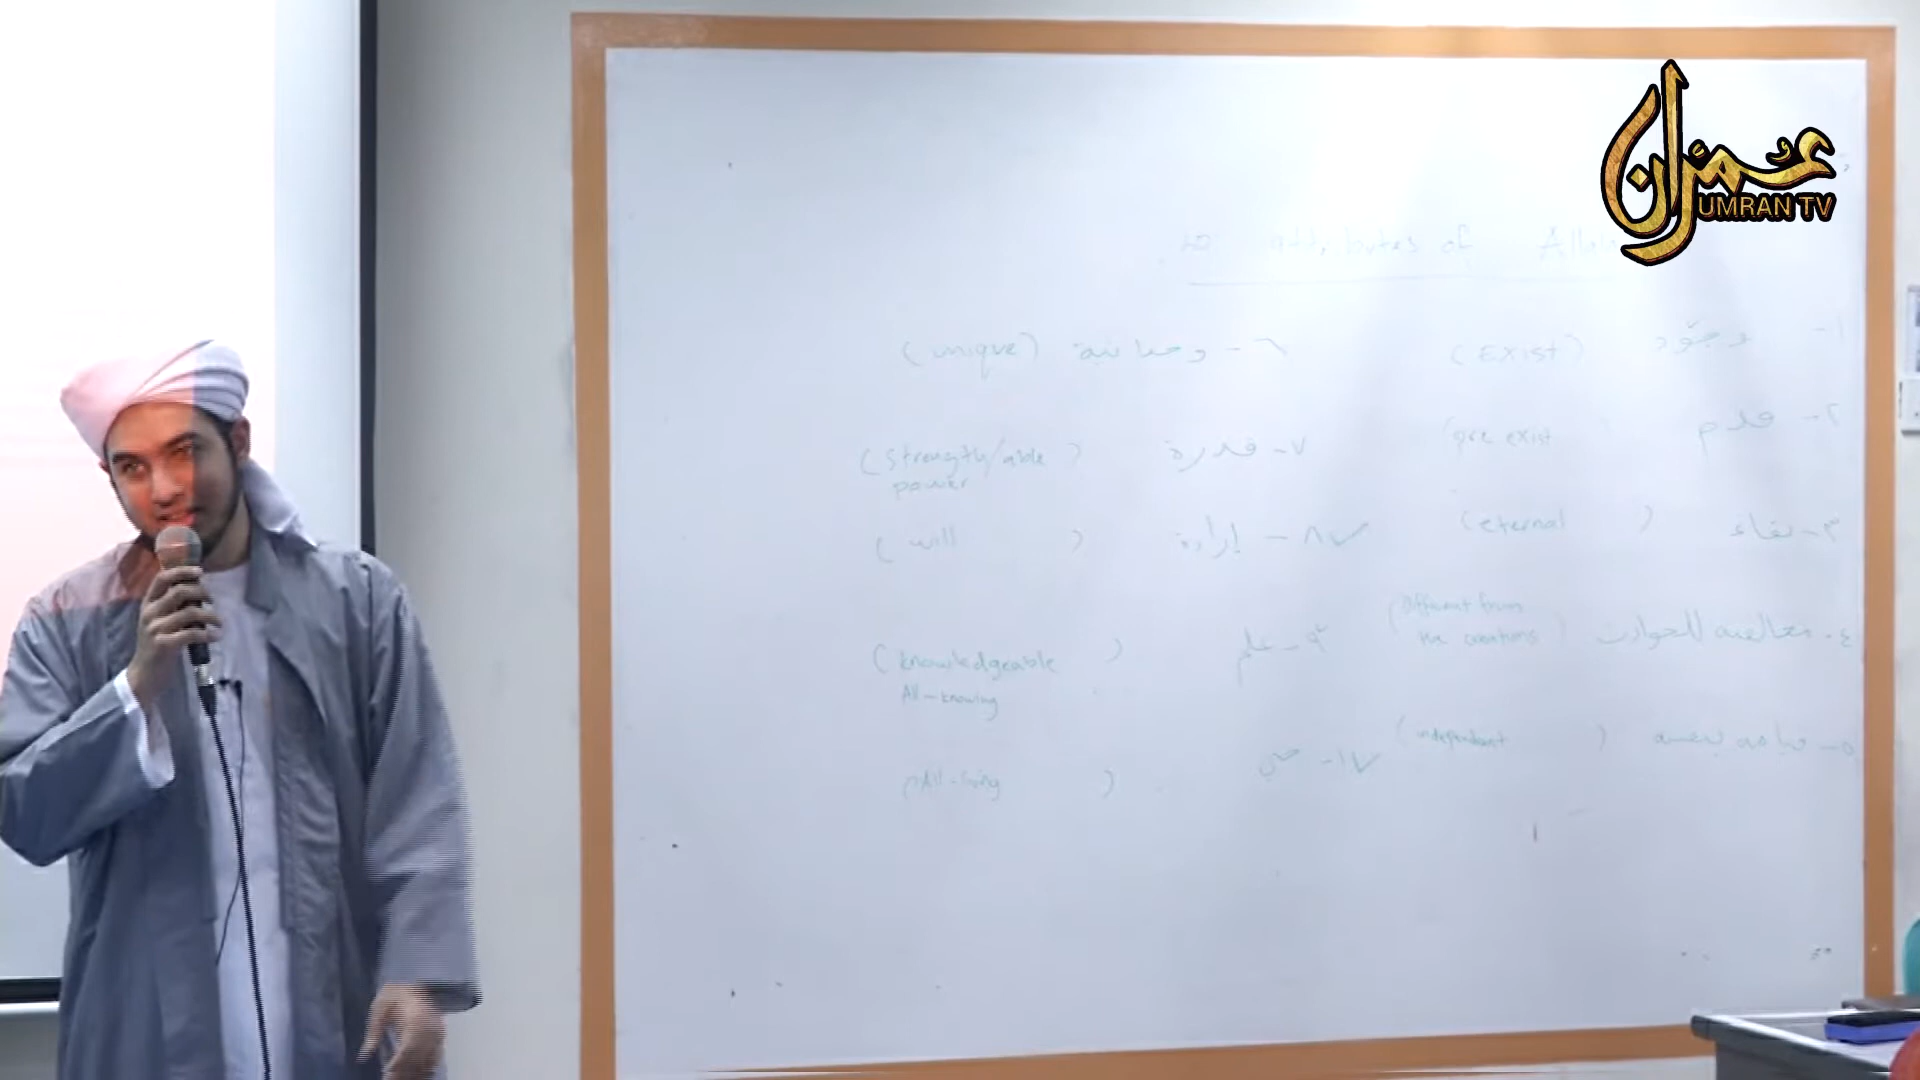 عمران
UMRAN TV
20 Attributes of Allah
١- وجود (Exist)
٢- قدم (pre exist
٣- بقاء (eternal)
٤- مخالفته للحوادث (Different from the creations)
٥- قيامه بنفسه (independent)
٦- وحدانية (unique)
٧- قدرة (strength/able)
power
٨- إرادة (will)
٩- علم (knowledgeable)
All-knowing
١٠- حي (All-living)